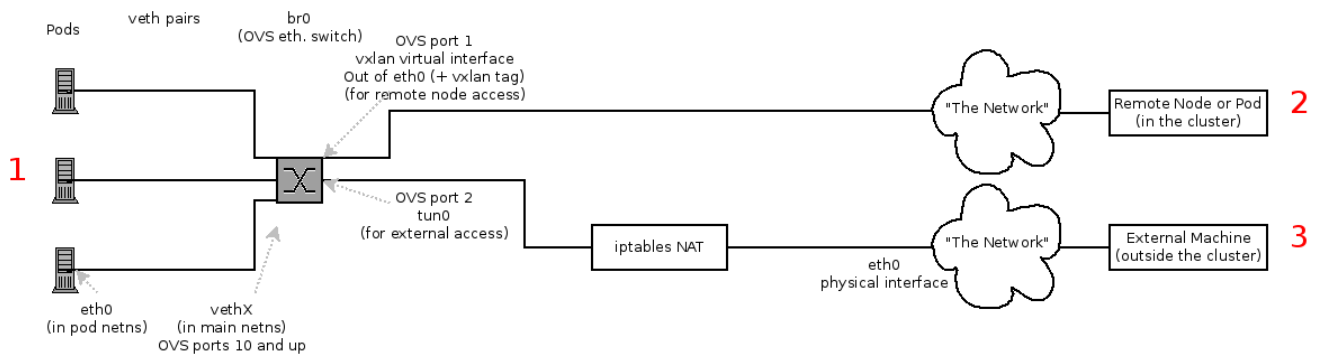 Pods
veth pairs
br0
(OVS eth. switch)
OVS port 1
vxlan virtual interface
Out of eth0 (+ vxlan tag)
(for remote node access)
"The Network"
Remote Node or Pod
(in the cluster)
2
1
OVS port 2
tun0
(for external access)
iptables NAT
eth0
physical interface
"The Network"
External Machine
(outside the cluster)
3
eth0
(in pod netns)
vethX
(in main netns)
OVS ports 10 and up